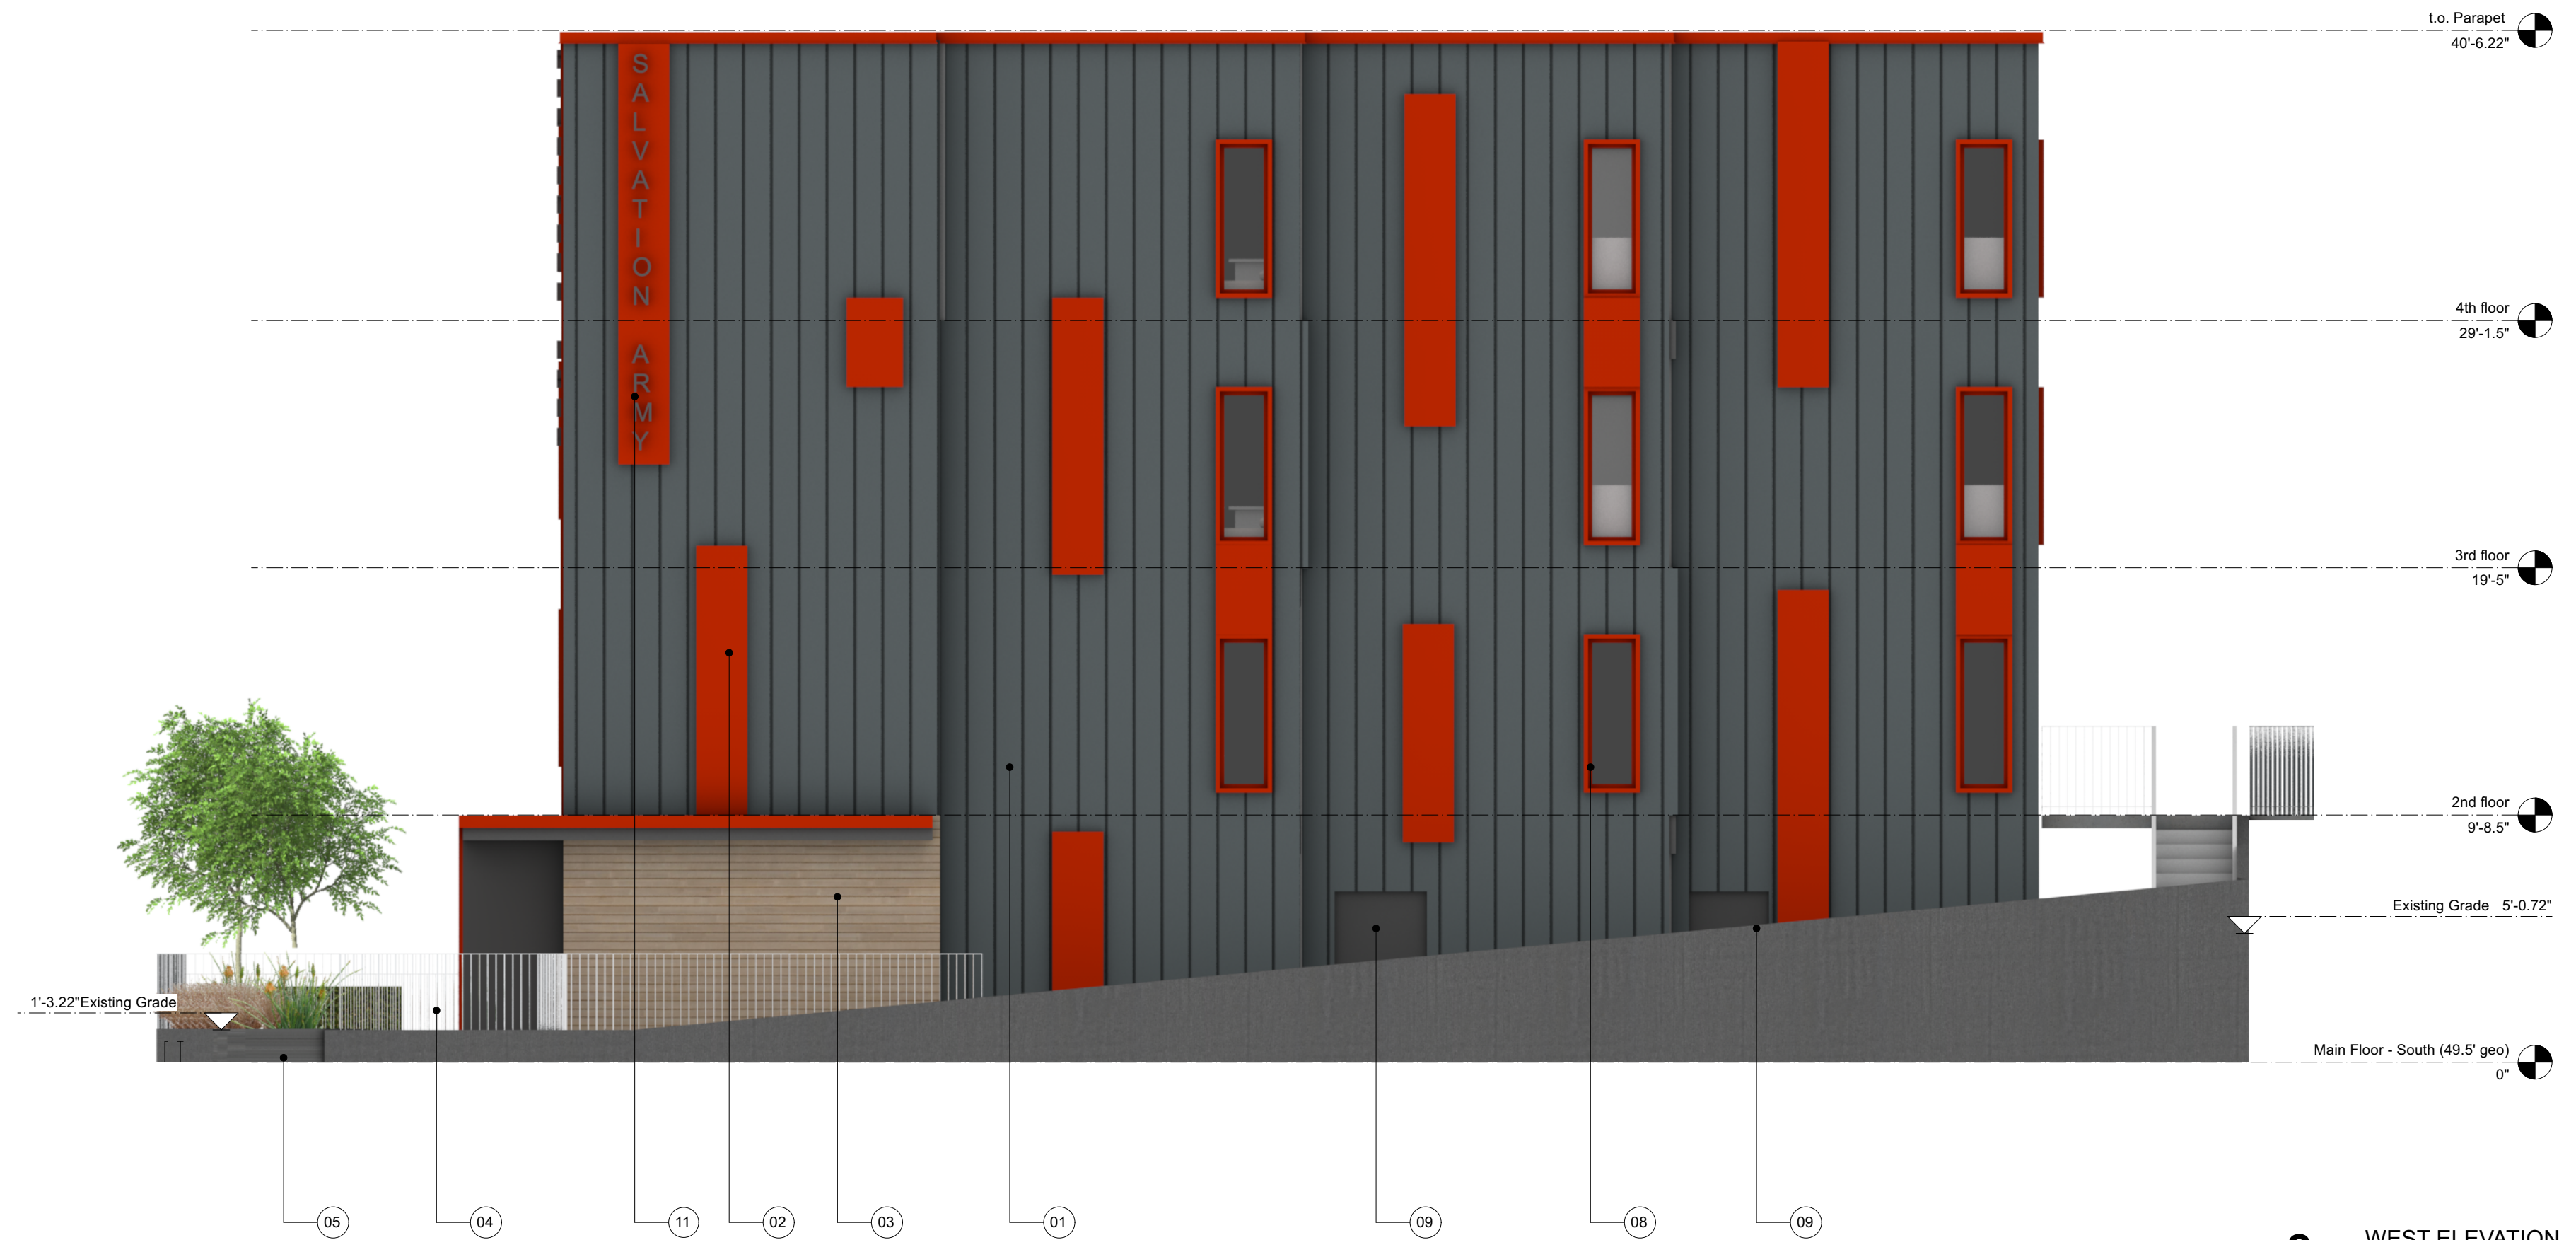 t.o. Parapet
40'-6.22"
SALVATION ARMY
4th floor
29'-1.5"
3rd floor
19'-5"
2nd floor
9'-8.5"
Existing Grade 5'-0.72"
1'-3.22"Existing Grade
Main Floor - South (49.5' geo)
0"
05 04 11 02 03 01 09 08 09
WEST ELEVATION